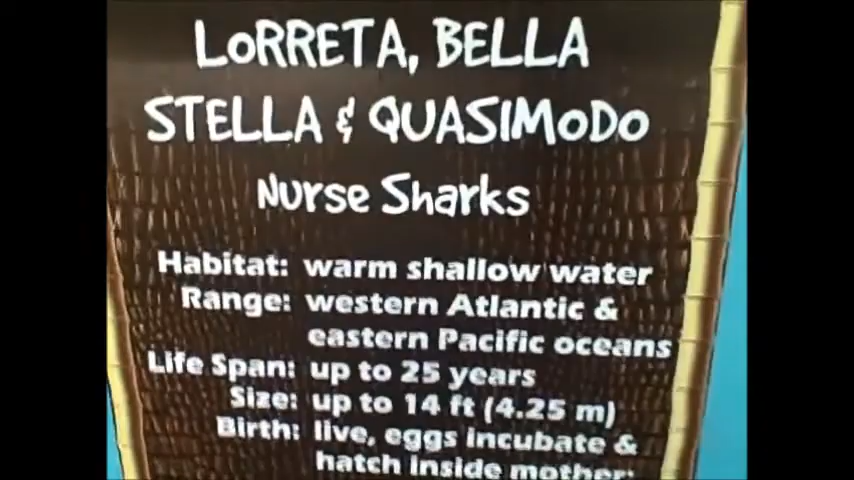 LORRETA, BELLA
STELLA & QUASIMODO
Nurse Sharks
Habitat: warm shallow water
Range: western Atlantic &
eastern Pacific oceans
Life Span: up to 25 years
Size: up to 14 ft (4.25 m)
Birth: live, eggs incubate &
hatch inside mother;